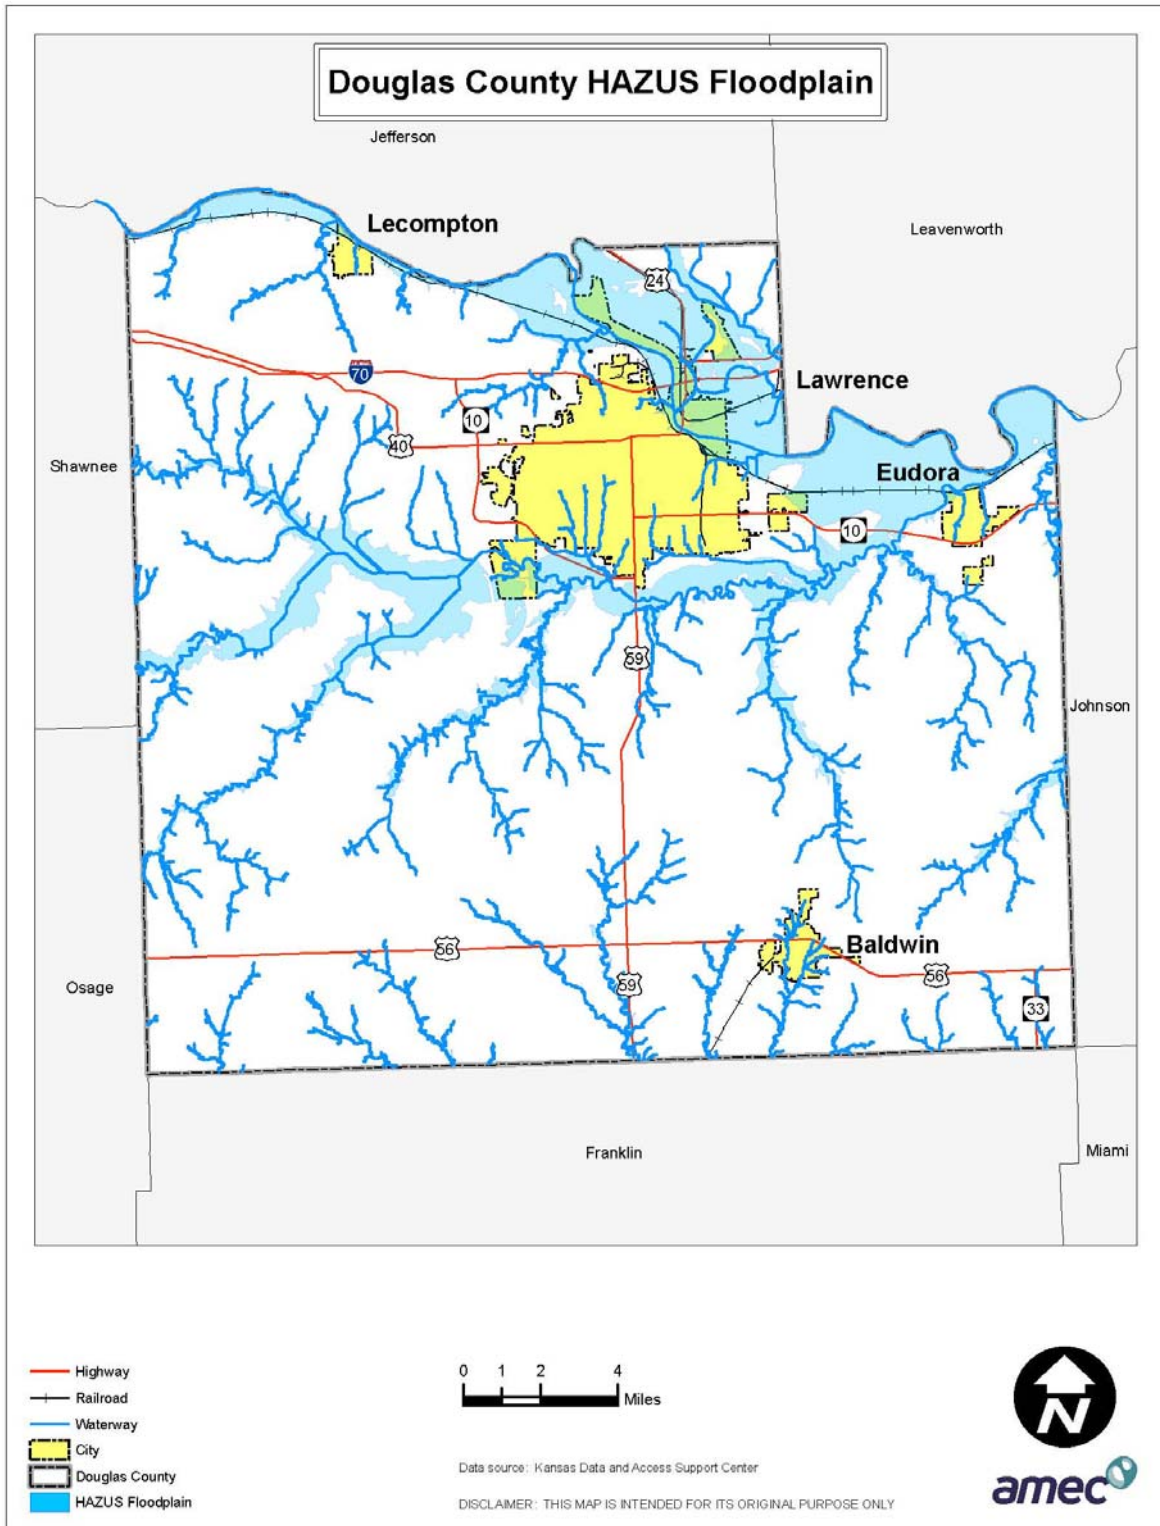 Douglas County HAZUS Floodplain
Jefferson
Lecompton
Leavenworth
24
70
Lawrence
10
40
Shawnee
Eudora
10
59
Johnson
56
Baldwin
56
Osage
59
33
Franklin
Miami
Highway
Railroad
Waterway
City
Douglas County
HAZUS Floodplain
0 1 2 4
Miles
Data source: Kansas Data and Access Support Center
DISCLAIMER: THIS MAP IS INTENDED FOR ITS ORIGINAL PURPOSE ONLY
N
amec